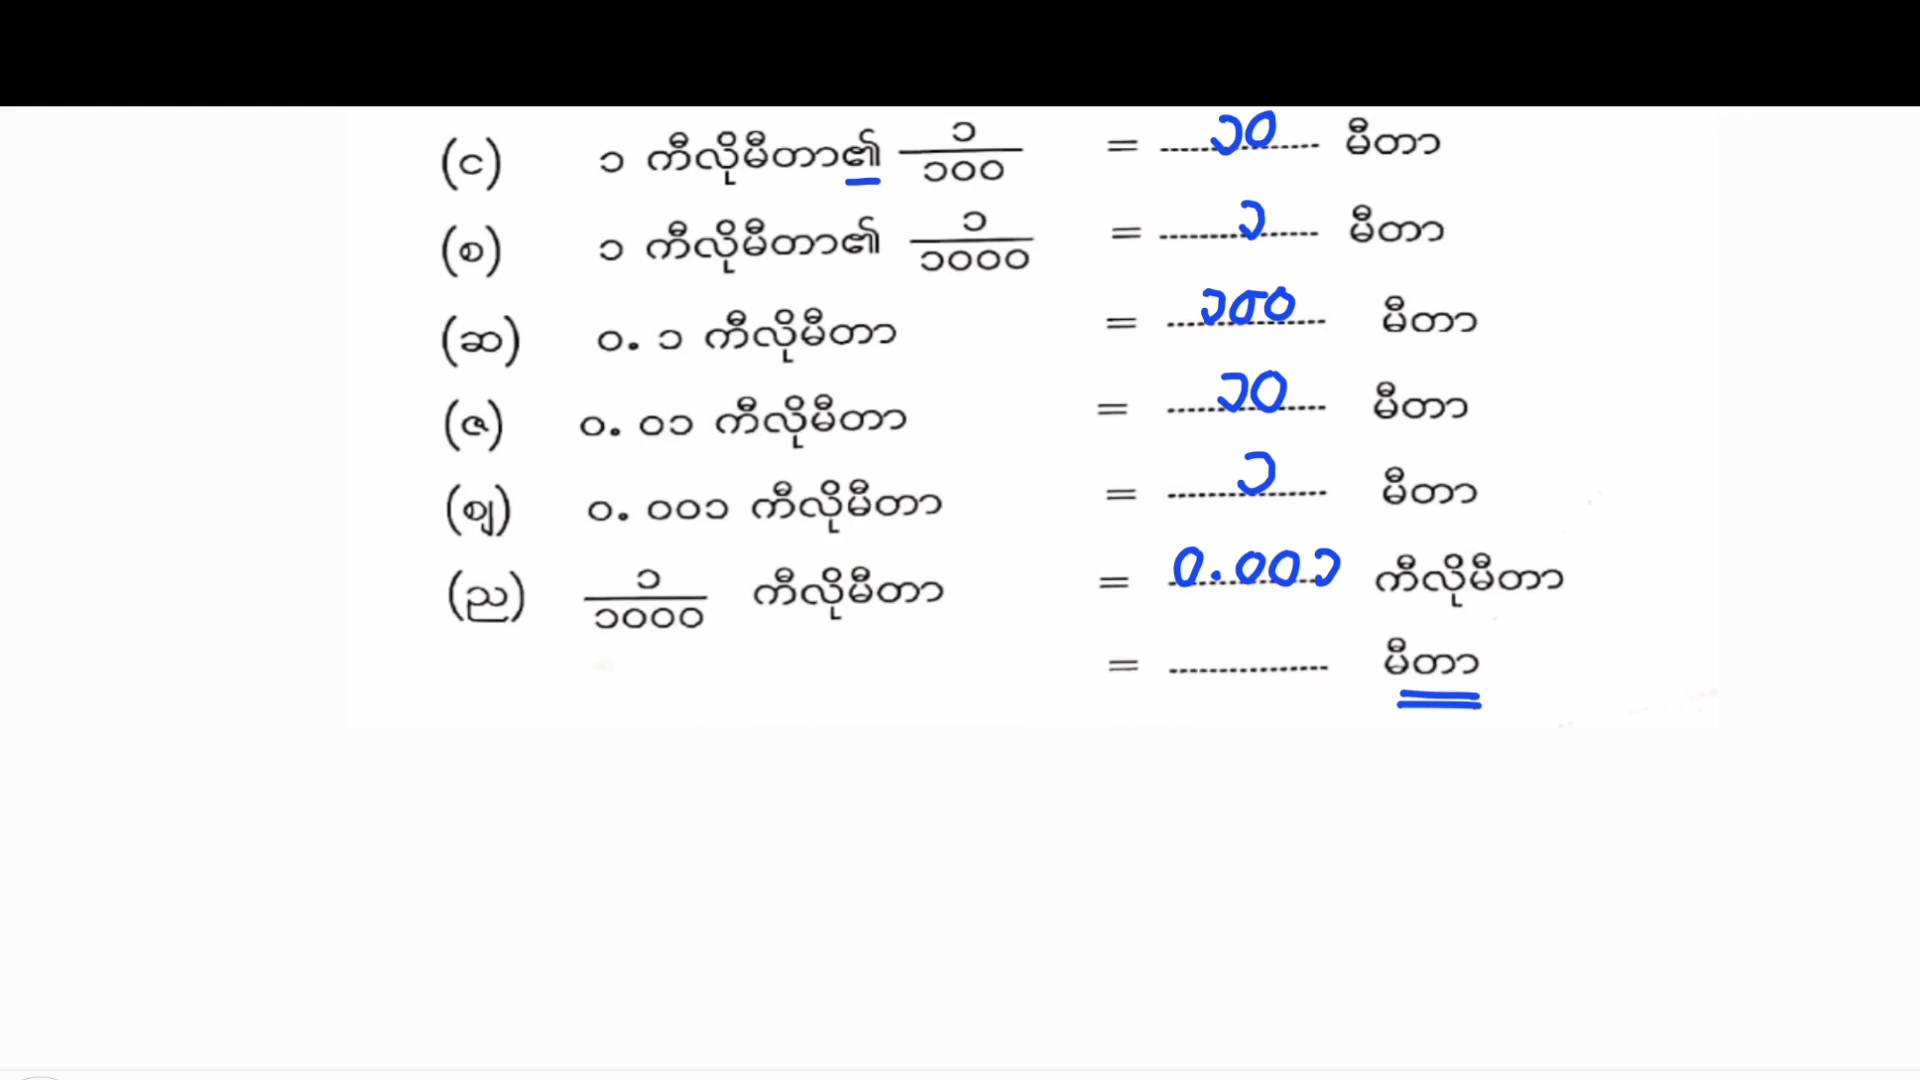 (င) ၁ ကီလိုမီတာ၏ ၁/၁၀၀ = ၁၀ မီတာ
(စ) ၁ ကီလိုမီတာ၏ ၁/၁၀၀၀ = ၁ မီတာ
(ဆ) ၀. ၁ ကီလိုမီတာ = ၁၀၀ မီတာ
(ဇ) ၀. ၀၁ ကီလိုမီတာ = ၁၀ မီတာ
(ဈ) ၀. ၀၀၁ ကီလိုမီတာ = ၁ မီတာ
(ည) ၁/၁၀၀၀ ကီလိုမီတာ = ၀.၀၀၁ ကီလိုမီတာ
= ................ မီတာ